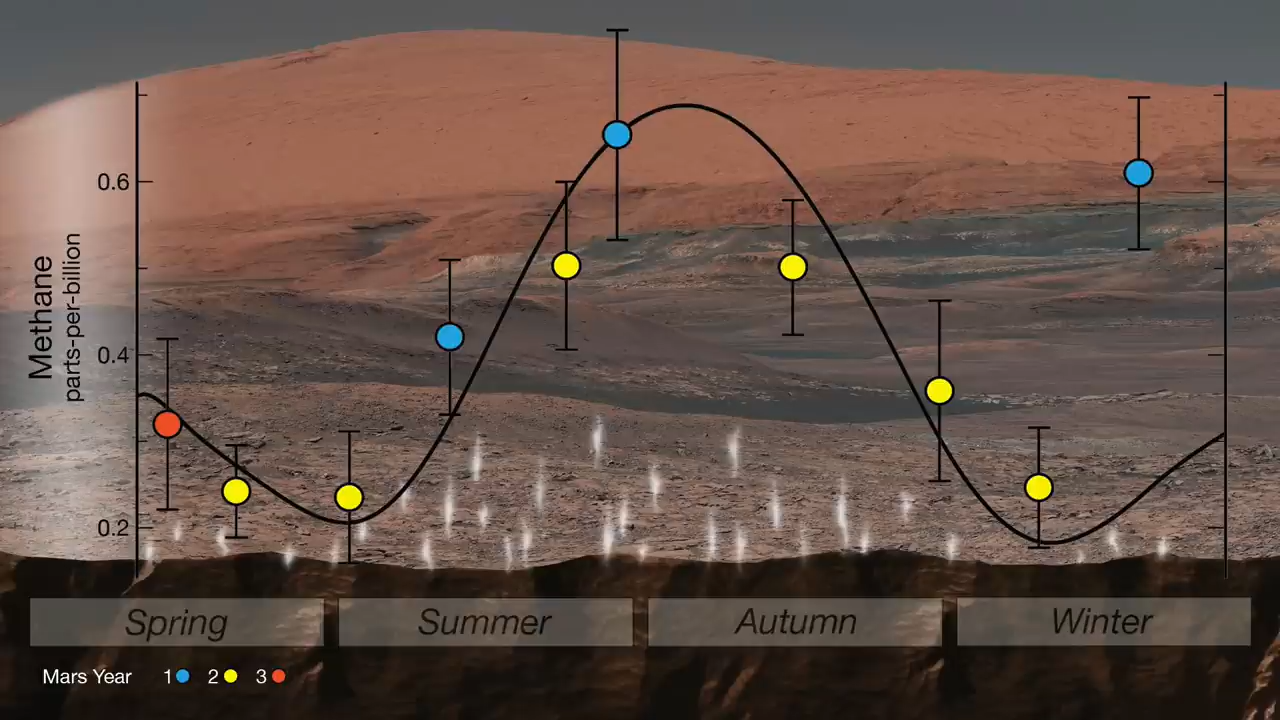 0.6
0.4
0.2
Methane
parts-per-billion
Spring Summer Autumn Winter
Mars Year 1 2 3